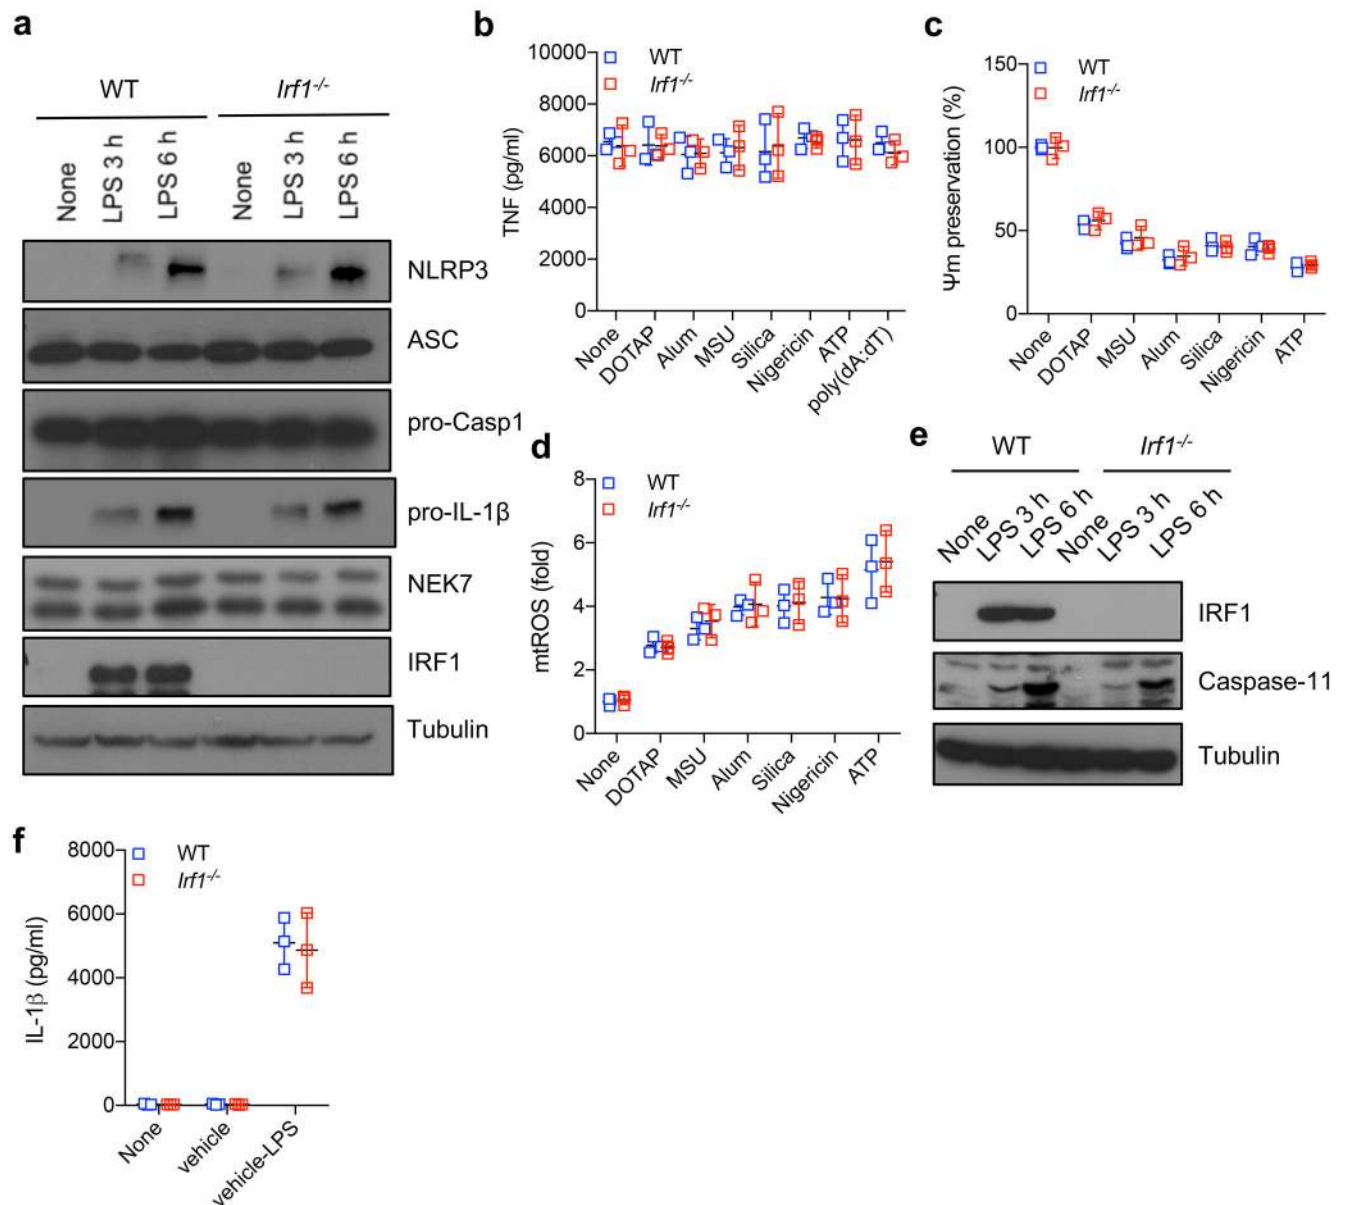 a
WT
Irf1-/-
None
LPS 3 h
LPS 6 h
None
LPS 3 h
LPS 6 h
NLRP3
ASC
pro-Casp1
pro-IL-1β
NEK7
IRF1
Tubulin
b
10000
8000
6000
4000
2000
0
TNF (pg/ml)
WT
Irf1-/-
None
DOTAP
Alum
MSU
Silica
Nigericin
ATP
poly(dA:dT)
c
150
100
50
0
Ψm preservation (%)
WT
Irf1-/-
None
DOTAP
MSU
Alum
Silica
Nigericin
ATP
d
8
6
4
2
0
mtROS (fold)
WT
Irf1-/-
None
DOTAP
MSU
Alum
Silica
Nigericin
ATP
e
WT
Irf1-/-
None
LPS 3 h
LPS 6 h
None
LPS 3 h
LPS 6 h
IRF1
Caspase-11
Tubulin
f
8000
6000
4000
2000
0
IL-1β (pg/ml)
WT
Irf1-/-
None
vehicle
vehicle-LPS